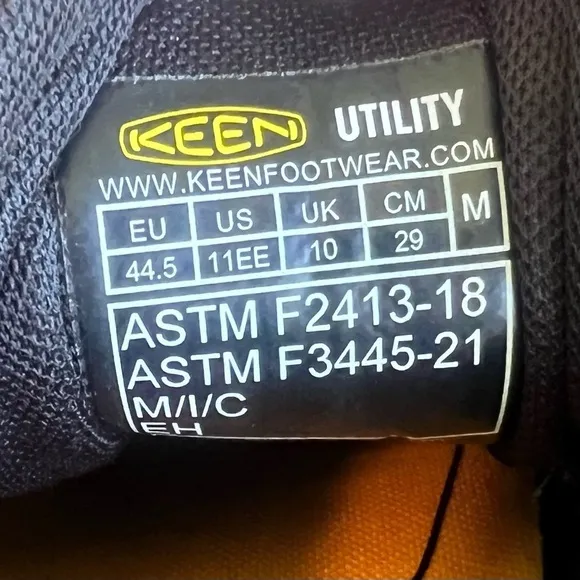 KEEN UTILITY
WWW.KEENFOOTWEAR.COM
EU US UK CM M
44.5 11EE 10 29
ASTM F2413-18
ASTM F3445-21
M/I/C
EH